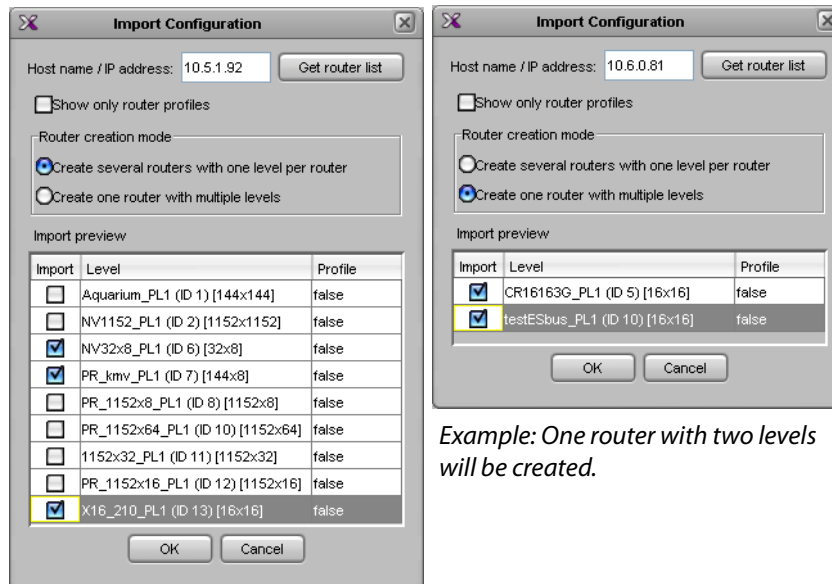 Import Configuration
Host name / IP address: 10.5.1.92 Get router list
Show only router profiles
Router creation mode
Create several routers with one level per router
Create one router with multiple levels
Import preview
Import Level Profile
Aquarium_PL1 (ID 1) [144x144] false
NV1152_PL1 (ID 2) [1152x1152] false
NV32x8_PL1 (ID 6) [32x8] false
PR_kmv_PL1 (ID 7) [144x8] false
PR_1152x8_PL1 (ID 8) [1152x8] false
PR_1152x64_PL1 (ID 10) [1152x64] false
1152x32_PL1 (ID 11) [1152x32] false
PR_1152x16_PL1 (ID 12) [1152x16] false
X16_210_PL1 (ID 13) [16x16] false
OK Cancel
Import Configuration
Host name / IP address: 10.6.0.81 Get router list
Show only router profiles
Router creation mode
Create several routers with one level per router
Create one router with multiple levels
Import preview
Import Level Profile
CR16163G_PL1 (ID 5) [16x16] false
testESbus_PL1 (ID 10) [16x16] false
OK Cancel
Example: One router with two levels
will be created.